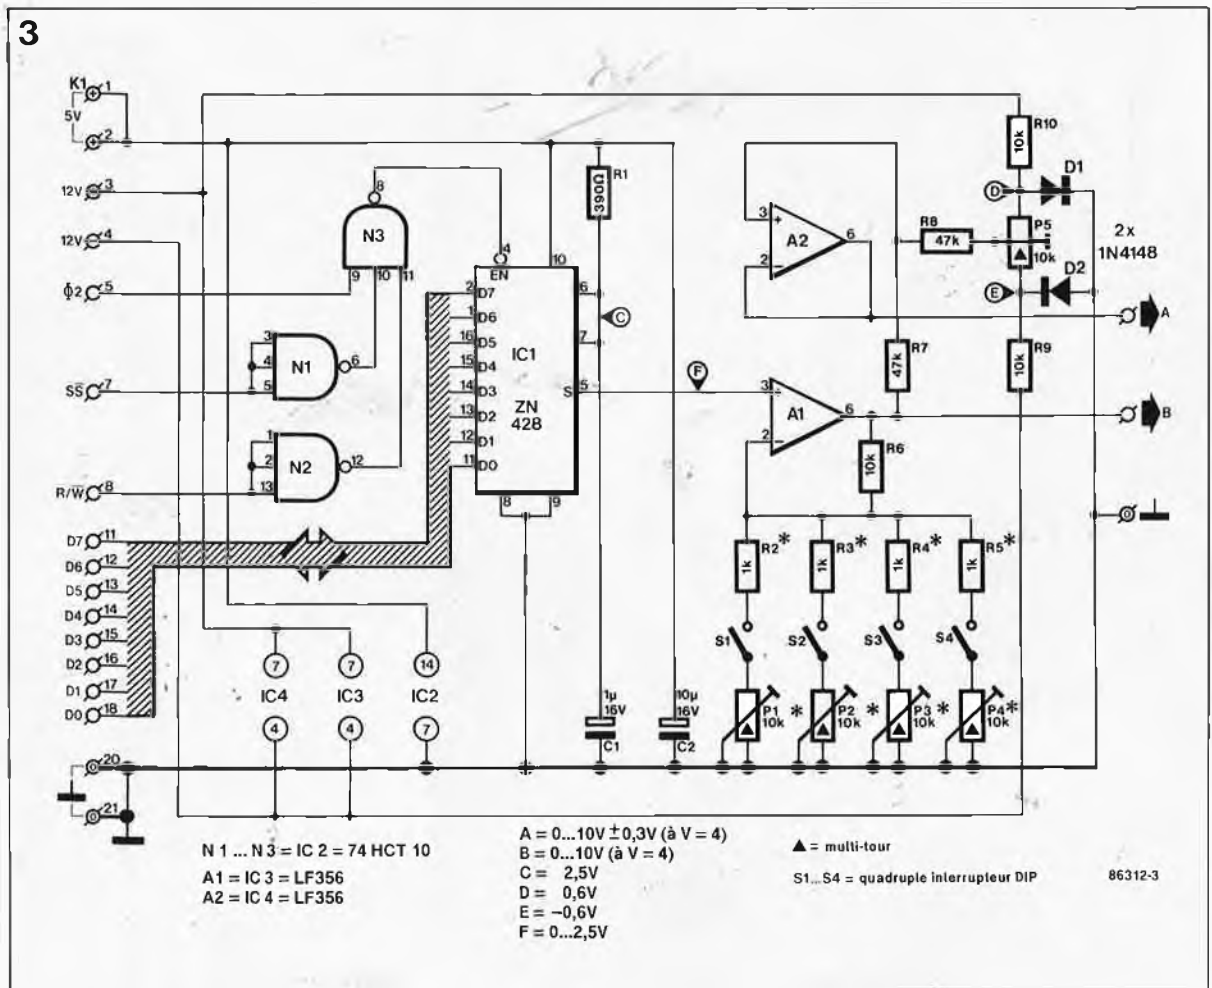 3
K1 1
5V
2
12V 3
12V 4
ϕ2 5
SS 7
R/W̅ 8
D7 11
D6 12
D5 13
D4 14
D3 15
D2 16
D1 17
D0 18
20
21
8
N3
9 10 11
3
4 N1 6
5
1
2 N2 12
13
4
EN
10
2 D7 6
1 D6
16 D5 7
15 D4
14 D3 S 5
13 D2
12 D1
11 D0
IC1
ZN
428
8 9
R1
390Ω
C
F
3 +
A2 6
2 −
3 +
A1 6
2 −
R8
47k
R7
47k
R6
10k
R10
10k
D
D1
P5
10k
2 x
1N4148
D2
E
R9
10k
A
B
0
R2*
1k
R3*
1k
R4*
1k
R5*
1k
S1 S2 S3 S4
P1 *
10k
P2 *
10k
P3 *
10k
P4*
10k
7 7 14
IC4 IC3 IC2
4 4 7
1µ
16V
C1
10µ
16V
C2
N 1 ... N 3 = IC 2 = 74 HCT 10
A1 = IC 3 = LF356
A2 = IC 4 = LF356
A = 0...10V ±0,3V (à V = 4)
B = 0...10V (à V = 4)
C = 2,5V
D = 0,6V
E = −0,6V
F = 0...2,5V
▲ = multi-tour
S1...S4 = quadruple interrupteur DIP
86312-3